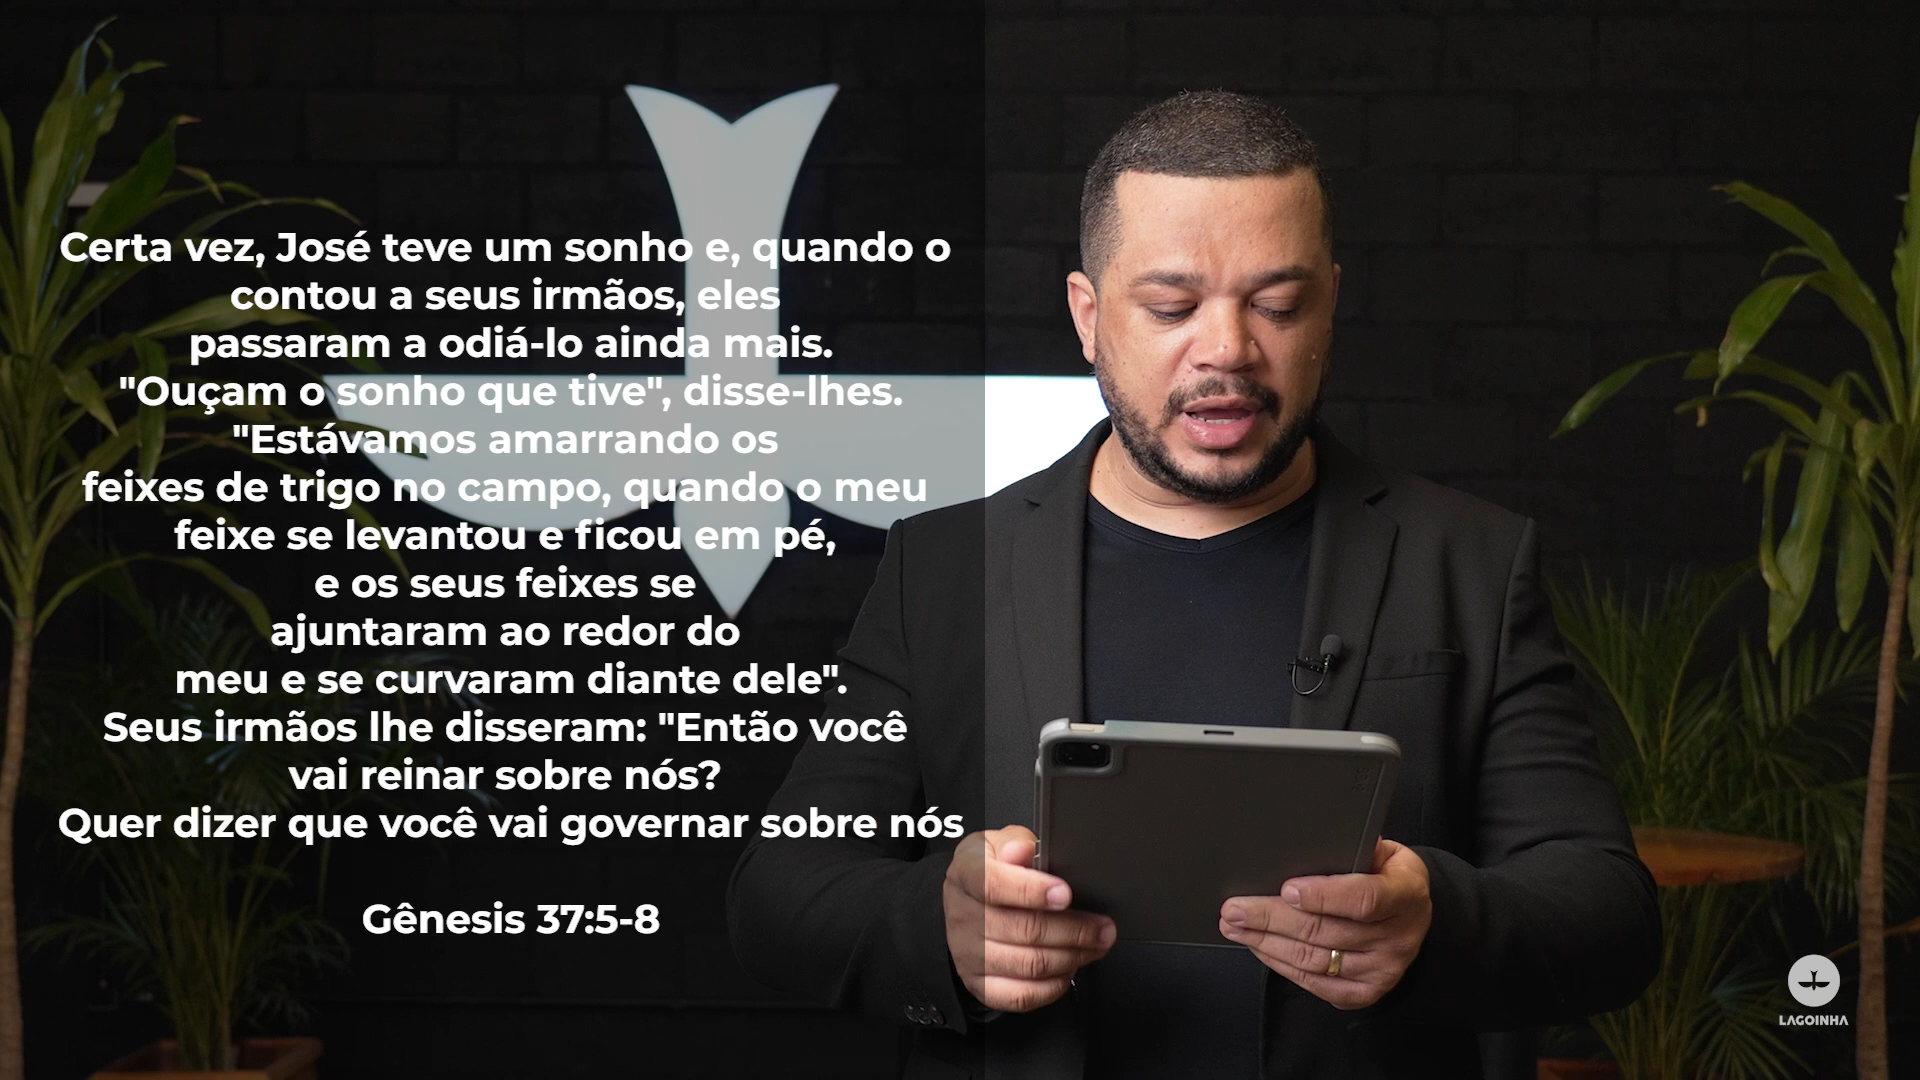 Certa vez, José teve um sonho e, quando o
contou a seus irmãos, eles
passaram a odiá-lo ainda mais.
"Ouçam o sonho que tive", disse-lhes.
"Estávamos amarrando os
feixes de trigo no campo, quando o meu
feixe se levantou e ficou em pé,
e os seus feixes se
ajuntaram ao redor do
meu e se curvaram diante dele".
Seus irmãos lhe disseram: "Então você
vai reinar sobre nós?
Quer dizer que você vai governar sobre nós
Gênesis 37:5-8
LAGOINHA